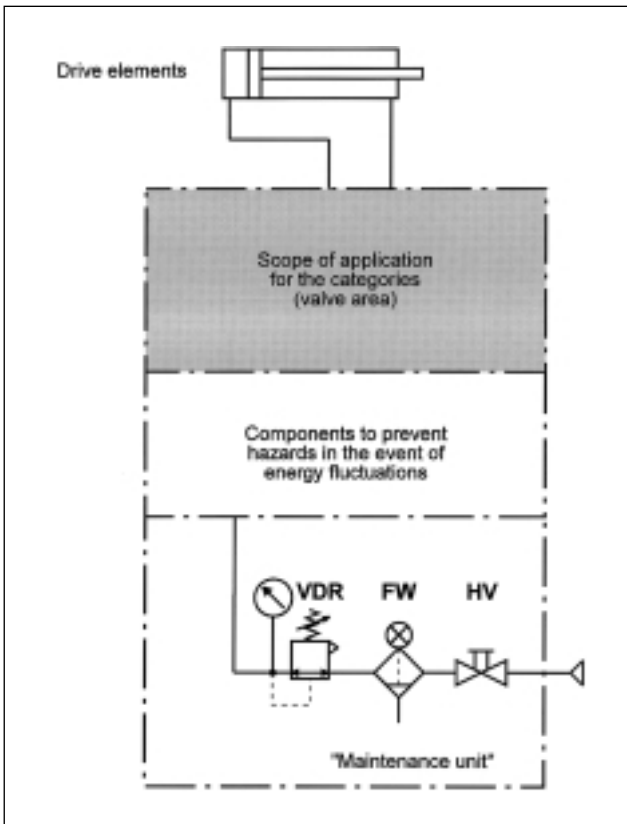 Drive elements
Scope of application
for the categories
(valve area)
Components to prevent
hazards in the event of
energy fluctuations
VDR FW HV
"Maintenance unit"